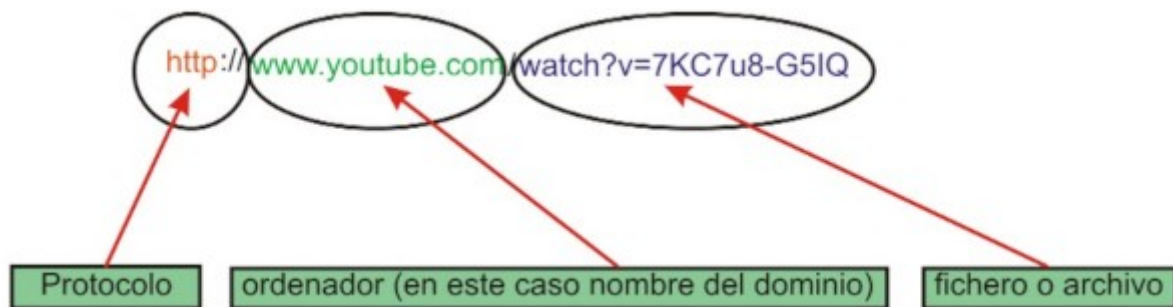 http://www.youtube.com/watch?v=7KC7u8-G5IQ
Protocolo
ordenador (en este caso nombre del dominio)
fichero o archivo